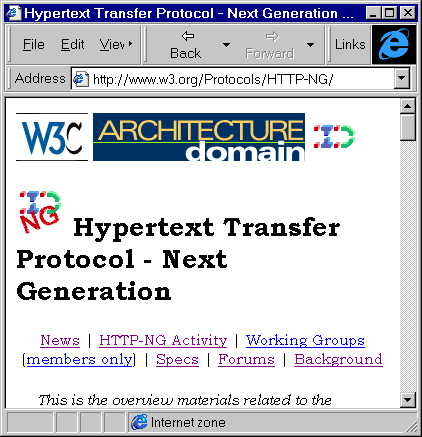 Hypertext Transfer Protocol - Next Generation ...
File Edit View Back Forward Links
Address http://www.w3.org/Protocols/HTTP-NG/
W3C ARCHITECTURE domain
NG Hypertext Transfer
Protocol - Next
Generation
News | HTTP-NG Activity | Working Groups
(members only) | Specs | Forums | Background
This is the overview materials related to the
Internet zone